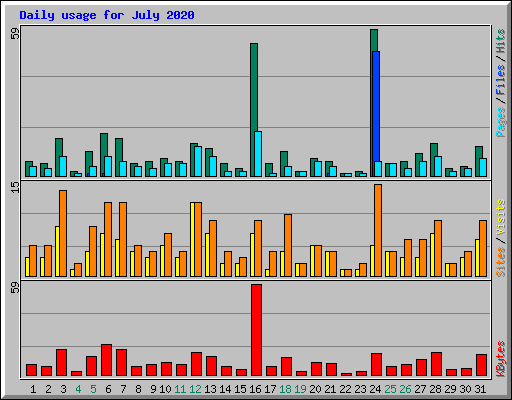 Daily usage for July 2020
59
15
59
Pages / Files / Hits
Sites / Visits
KBytes
1 2 3 4 5 6 7 8 9 10 11 12 13 14 15 16 17 18 19 20 21 22 23 24 25 26 27 28 29 30 31